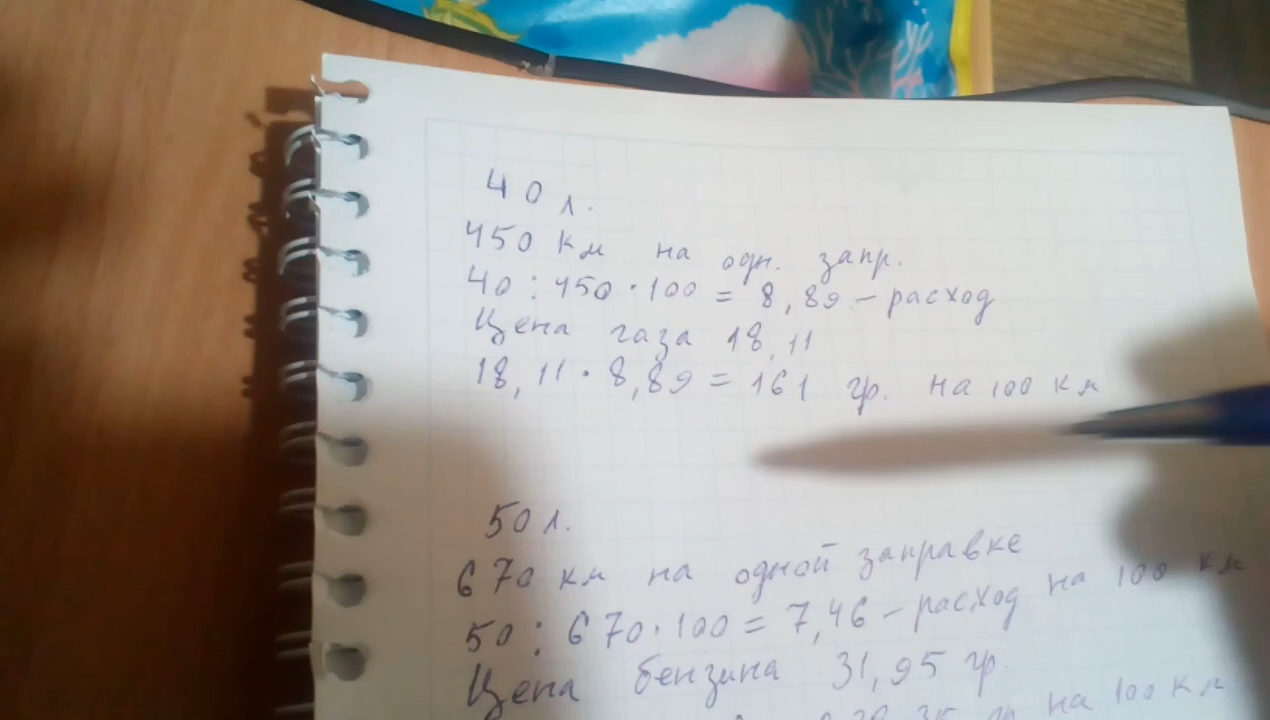 40 л.
450 км на одн. запр.
40 : 450 · 100 = 8,89 – расход
Цена газа 18,11
18,11 · 8,89 = 161 гр. на 100 км
50 л.
670 км на одной заправке
50 : 670 · 100 = 7,46 – расход на 100 км
Цена бензина 31,95 гр.
гр на 100 км